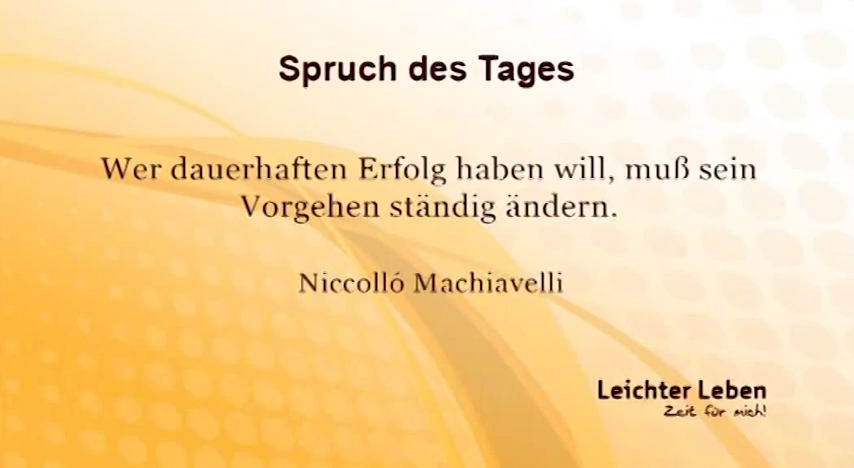 Spruch des Tages
Wer dauerhaften Erfolg haben will, muß sein
Vorgehen ständig ändern.
Niccolló Machiavelli
Leichter Leben
Zeit für mich!